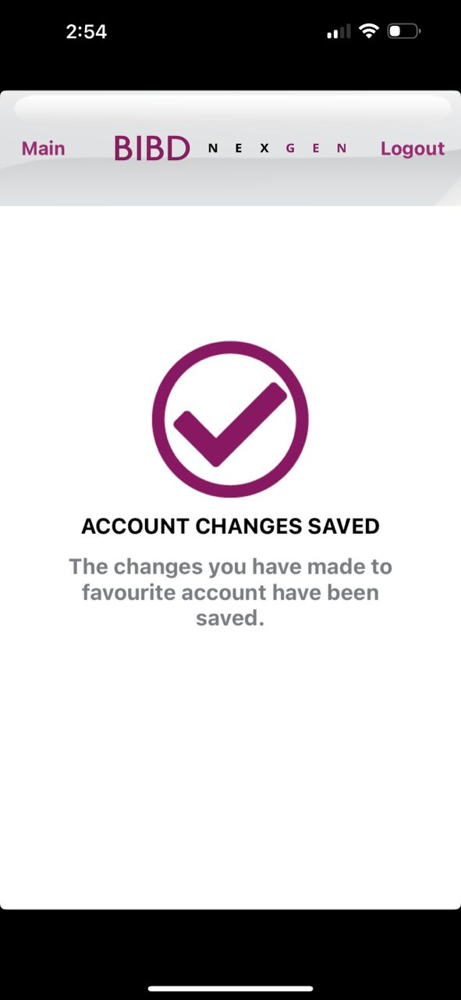 2:54
Main BIBD NEXGEN Logout
ACCOUNT CHANGES SAVED
The changes you have made to
favourite account have been
saved.